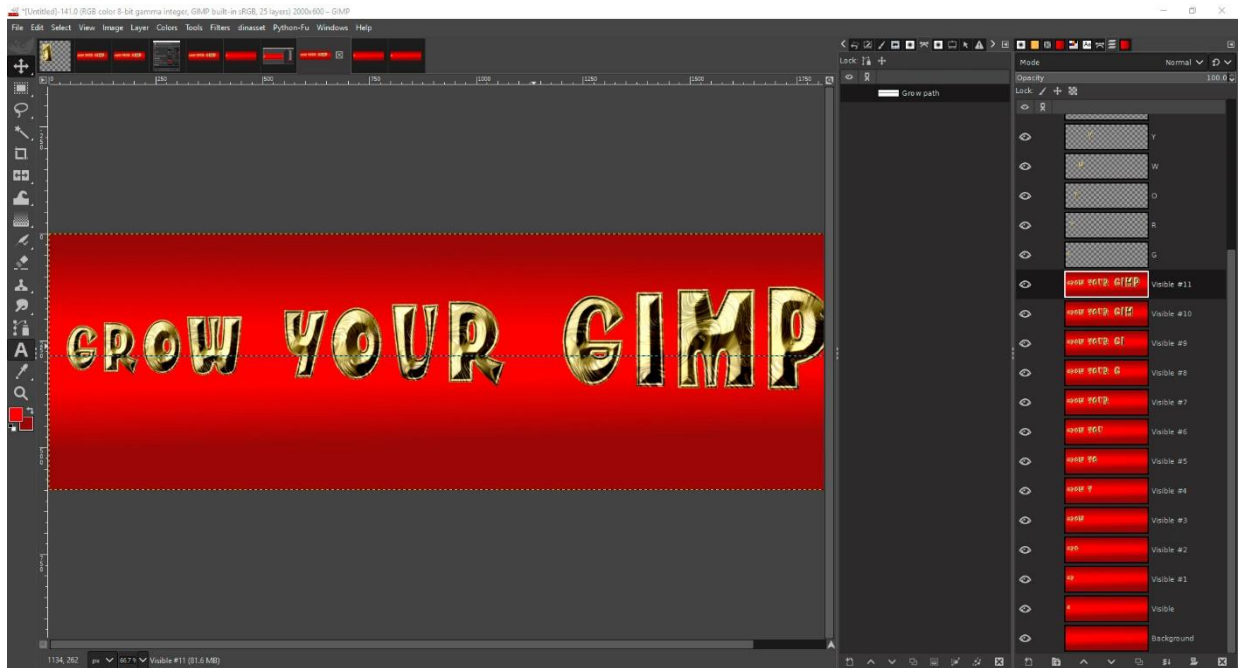 *[Untitled]-141.0 (RGB color 8-bit gamma integer, GIMP built-in sRGB, 25 layers) 2000x600 – GIMP
File Edit Select View Image Layer Colors Tools Filters dinasset Python-Fu Windows Help
Lock:
Grow path
Mode Normal
Opacity 100.0
Lock:
Y
W
O
R
G
Visible #11
Visible #10
Visible #9
Visible #8
Visible #7
Visible #6
Visible #5
Visible #4
Visible #3
Visible #2
Visible #1
Visible
Background
GROW YOUR GIMP
1134, 262 px 66.7 % Visible #11 (81.6 MB)